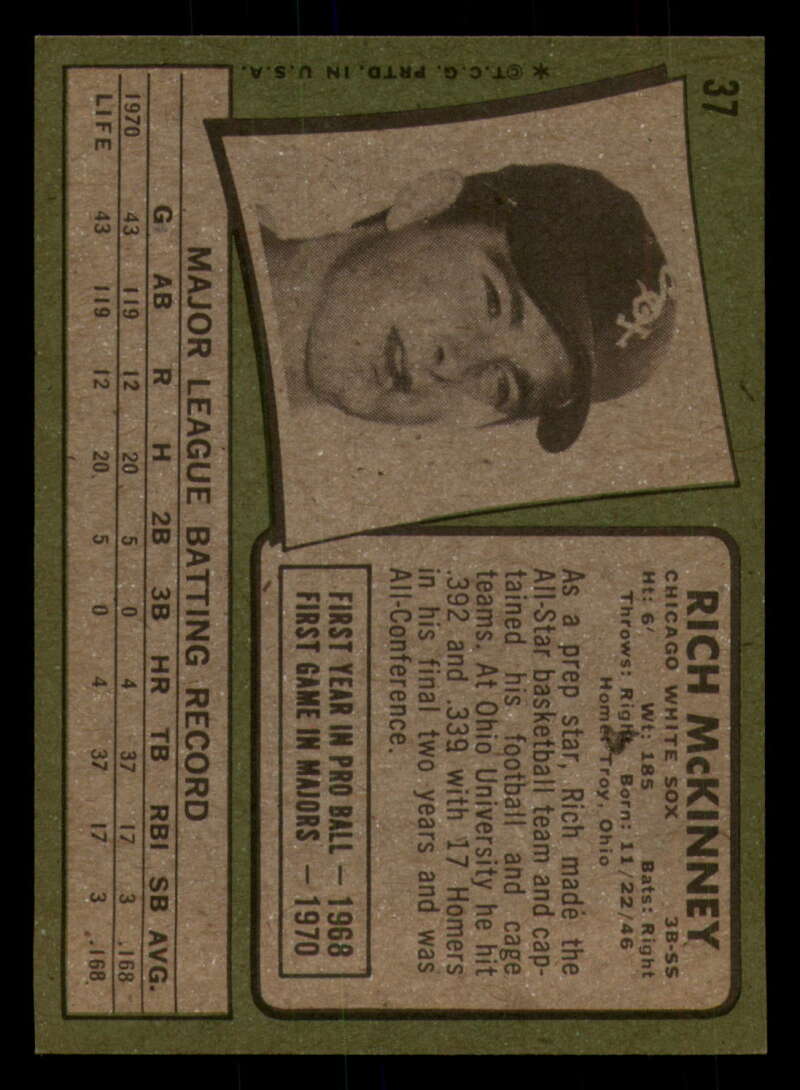 37
✶©T.C.G. PRTD. IN U.S.A.
RICH McKINNEY
CHICAGO WHITE SOX 3B-SS
Ht: 6' Wt: 185 Bats: Right
Throws: Right Born: 11/22/46
Home: Troy, Ohio
As a prep star, Rich made the
All-Star basketball team and cap-
tained his football and cage
teams. At Ohio University he hit
.392 and .339 with 17 Homers
in his final two years and was
All-Conference.
FIRST YEAR IN PRO BALL — 1968
FIRST GAME IN MAJORS — 1970
MAJOR LEAGUE BATTING RECORD
G AB R H 2B 3B HR TB RBI SB AVG.
1970 43 119 12 20 5 0 4 37 17 3 .168
LIFE 43 119 12 20 5 0 4 37 17 3 .168